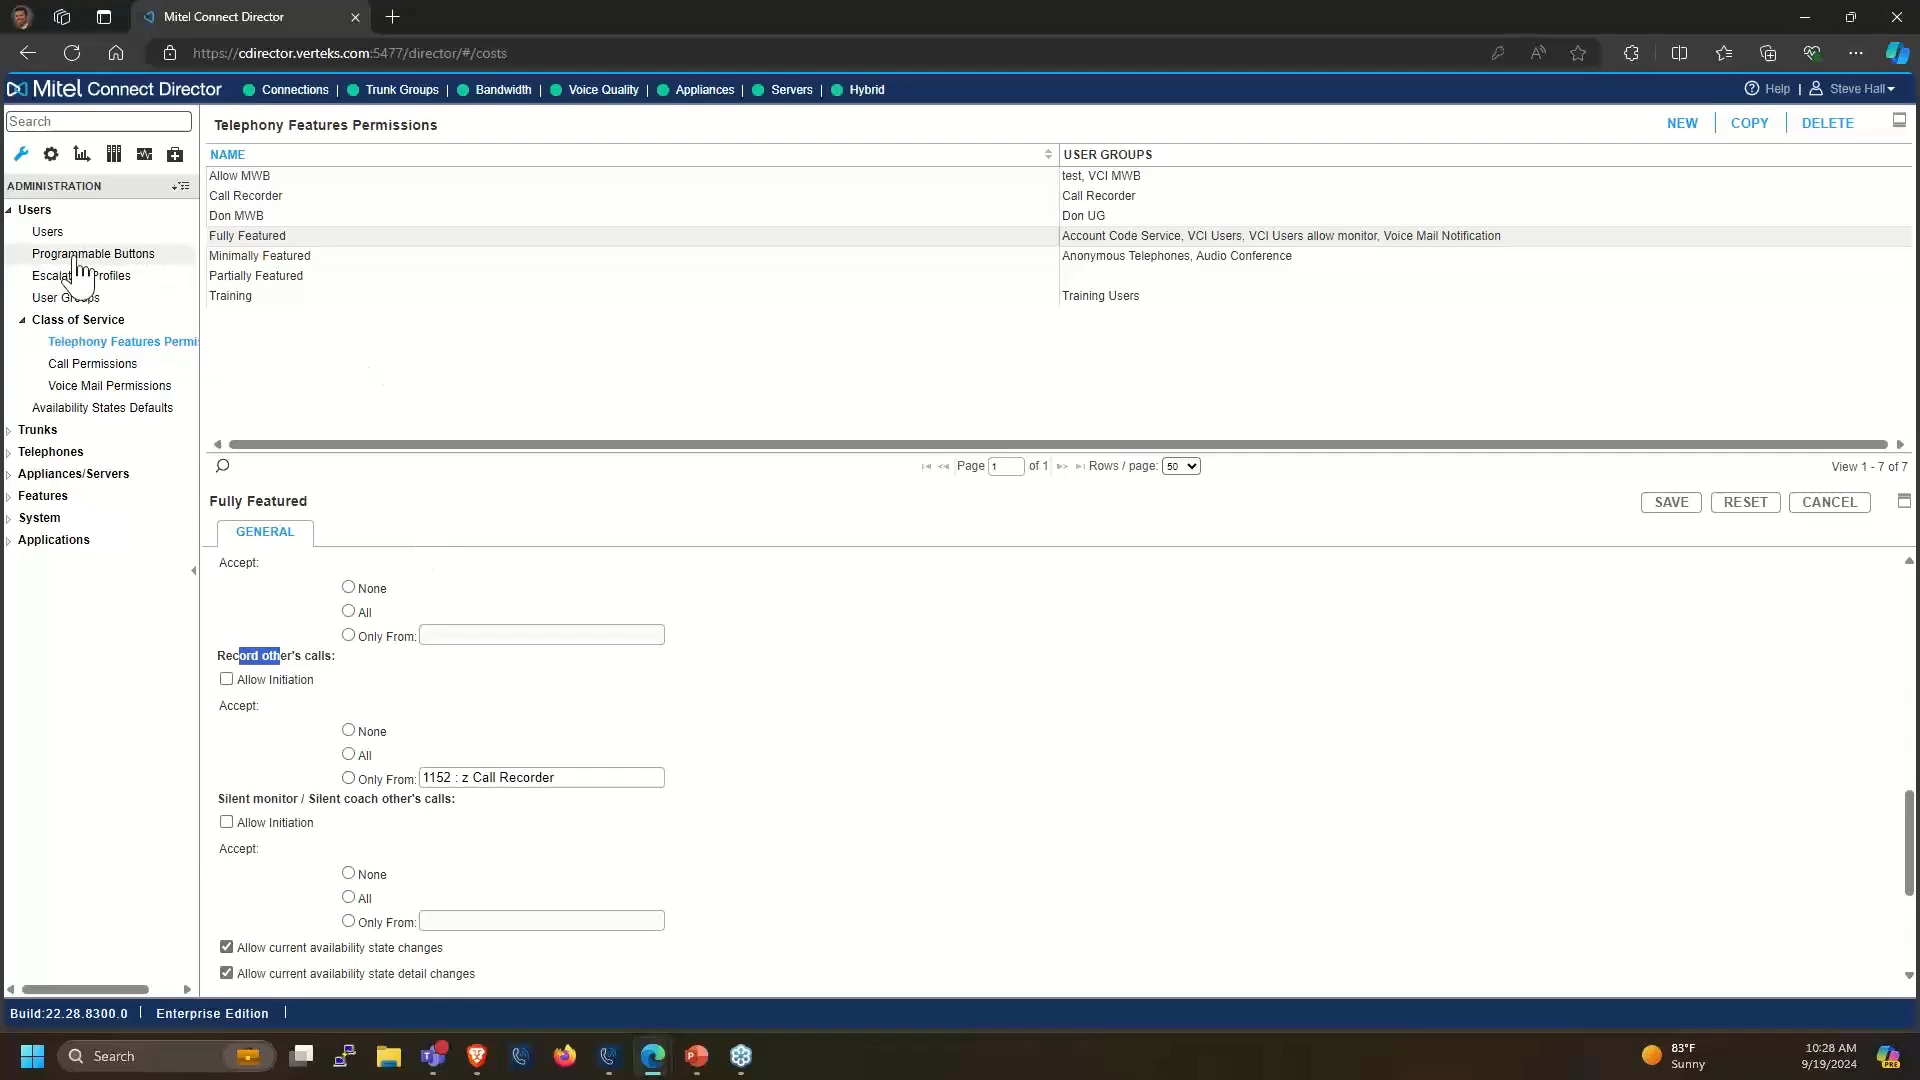 Mitel Connect Director
https://cdirector.verteks.com:5477/director/#/costs
Mitel Connect Director
Connections | Trunk Groups | Bandwidth | Voice Quality | Appliances | Servers | Hybrid
Help | Steve Hall
Search
Telephony Features Permissions
NEW COPY DELETE
ADMINISTRATION
Users
Users
Programmable Buttons
Escalation Profiles
User Groups
Class of Service
Telephony Features Permi
Call Permissions
Voice Mail Permissions
Availability States Defaults
Trunks
Telephones
Appliances/Servers
Features
System
Applications
NAME USER GROUPS
Allow MWB test, VCI MWB
Call Recorder Call Recorder
Don MWB Don UG
Fully Featured Account Code Service, VCI Users, VCI Users allow monitor, Voice Mail Notification
Minimally Featured Anonymous Telephones, Audio Conference
Partially Featured
Training Training Users
Page 1 of 1 Rows / page: 50
View 1 - 7 of 7
Fully Featured
SAVE RESET CANCEL
GENERAL
Accept:
None
All
Only From:
Record other's calls:
Allow Initiation
Accept:
None
All
Only From: 1152 : z Call Recorder
Silent monitor / Silent coach other's calls:
Allow Initiation
Accept:
None
All
Only From:
Allow current availability state changes
Allow current availability state detail changes
Build:22.28.8300.0 | Enterprise Edition |
Search
83°F
Sunny
10:28 AM
9/19/2024